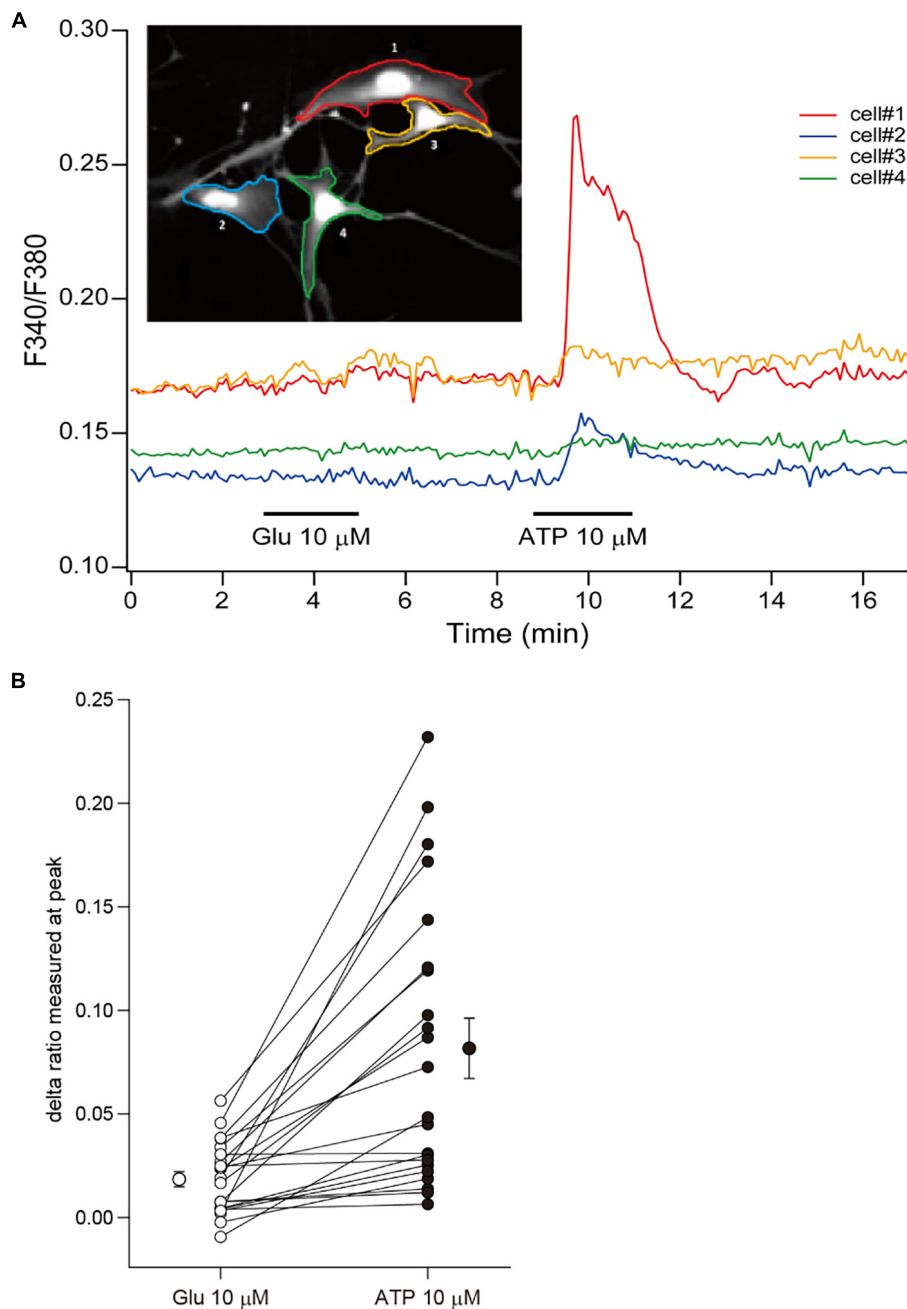 A
0.30
0.25
0.20
0.15
0.10
F340/F380
1
2
3
4
cell#1
cell#2
cell#3
cell#4
Glu 10 μM
ATP 10 μM
0 2 4 6 8 10 12 14 16
Time (min)
B
0.25
0.20
0.15
0.10
0.05
0.00
delta ratio measured at peak
Glu 10 μM
ATP 10 μM